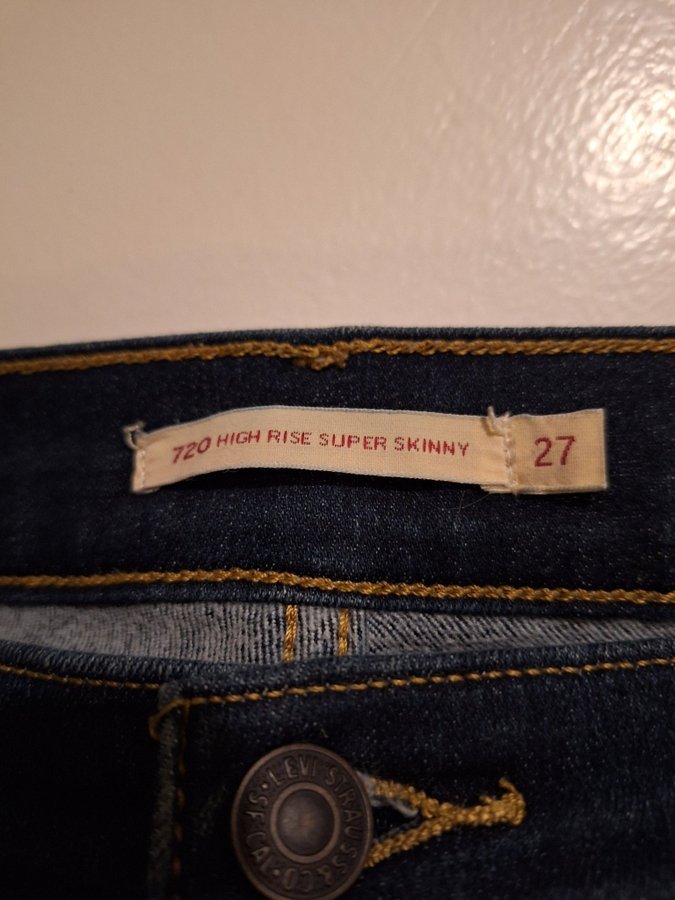 720 HIGH RISE SUPER SKINNY
27
LEVI STRAUSS & CO. S.F. CAL.